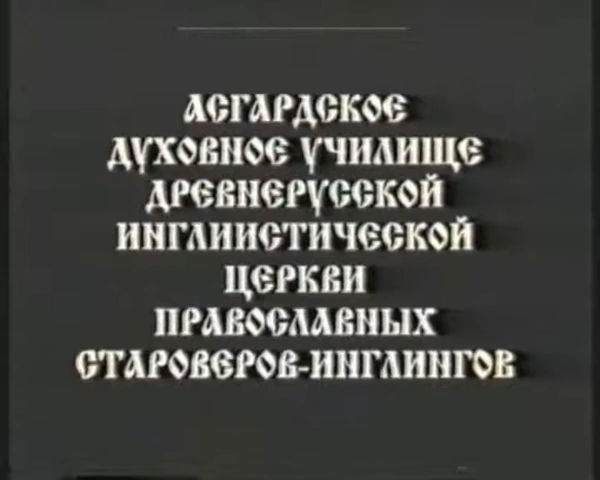 АСГАРДСКОЕ
ДУХОВНОЕ УЧИЛИЩЕ
ДРЕВНЕРУССКОЙ
ИНГЛИИСТИЧЕСКОЙ
ЦЕРКВИ
ПРАВОСЛАВНЫХ
СТАРОВЕРОВ-ИНГЛИНГОВ